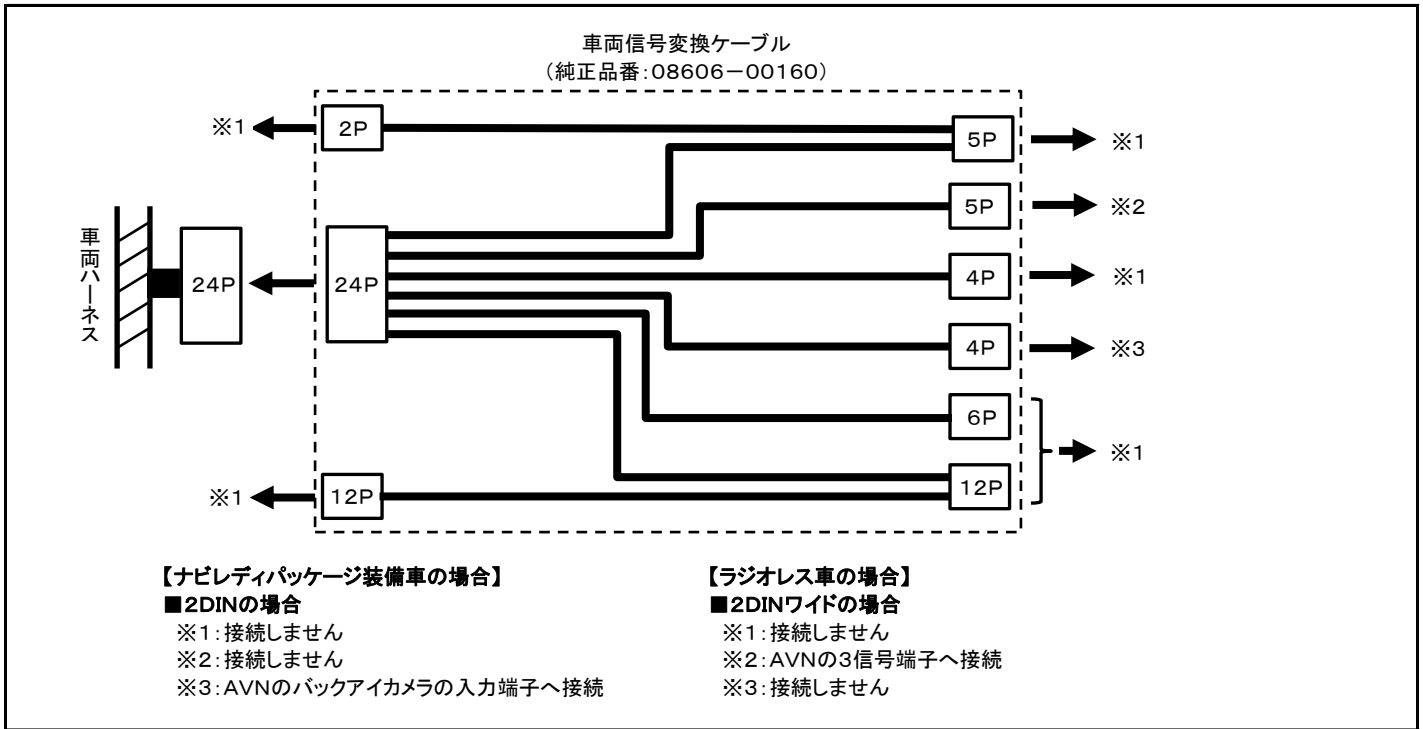 車両信号変換ケーブル
（純正品番：08606－00160）
※1
2P
5P
※1
5P
※2
車両ハーネス
24P
24P
4P
※1
4P
※3
6P
※1
※1
12P
12P
【ナビレディパッケージ装備車の場合】
■2DINの場合
※1：接続しません
※2：接続しません
※3：AVNのバックアイカメラの入力端子へ接続
【ラジオレス車の場合】
■2DINワイドの場合
※1：接続しません
※2：AVNの3信号端子へ接続
※3：接続しません